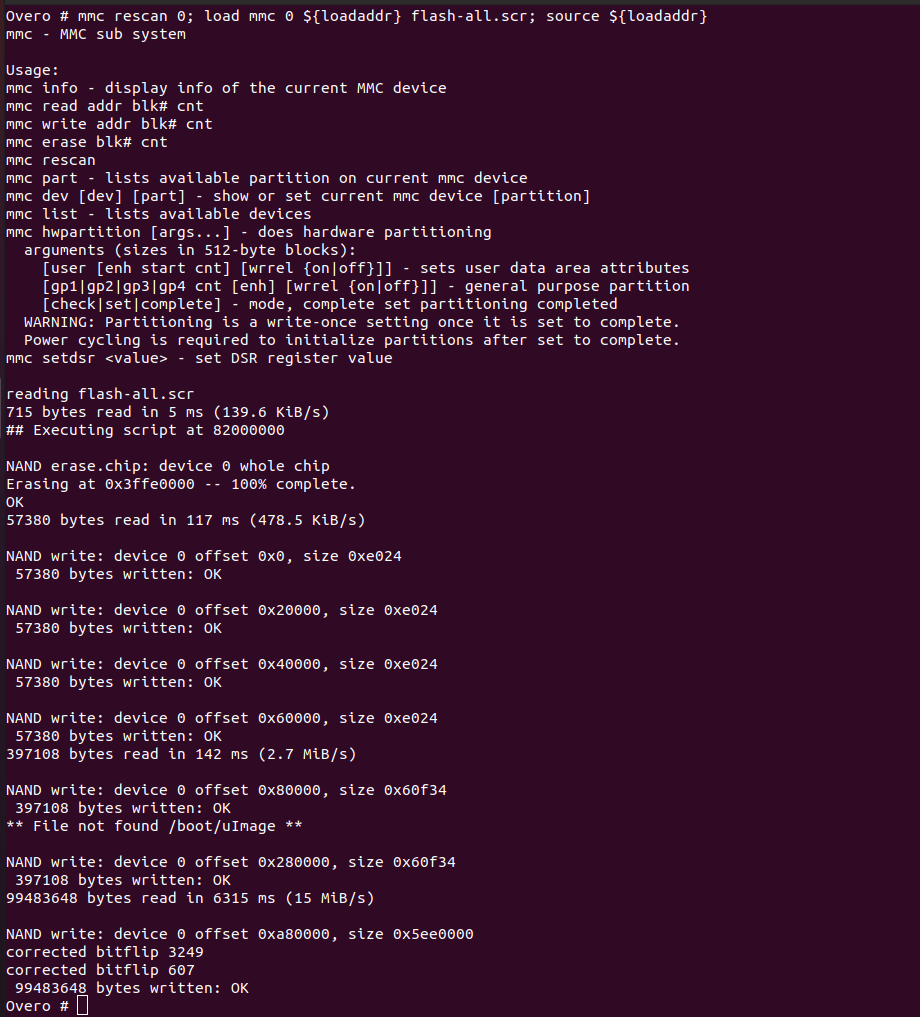 Overo # mmc rescan 0; load mmc 0 ${loadaddr} flash-all.scr; source ${loadaddr}
mmc - MMC sub system
Usage:
mmc info - display info of the current MMC device
mmc read addr blk# cnt
mmc write addr blk# cnt
mmc erase blk# cnt
mmc rescan
mmc part - lists available partition on current mmc device
mmc dev [dev] [part] - show or set current mmc device [partition]
mmc list - lists available devices
mmc hwpartition [args...] - does hardware partitioning
  arguments (sizes in 512-byte blocks):
    [user [enh start cnt] [wrrel {on|off}]] - sets user data area attributes
    [gp1|gp2|gp3|gp4 cnt [enh] [wrrel {on|off}]] - general purpose partition
    [check|set|complete] - mode, complete set partitioning completed
  WARNING: Partitioning is a write-once setting once it is set to complete.
  Power cycling is required to initialize partitions after set to complete.
mmc setdsr <value> - set DSR register value
reading flash-all.scr
715 bytes read in 5 ms (139.6 KiB/s)
## Executing script at 82000000
NAND erase.chip: device 0 whole chip
Erasing at 0x3ffe0000 -- 100% complete.
OK
57380 bytes read in 117 ms (478.5 KiB/s)
NAND write: device 0 offset 0x0, size 0xe024
 57380 bytes written: OK
NAND write: device 0 offset 0x20000, size 0xe024
 57380 bytes written: OK
NAND write: device 0 offset 0x40000, size 0xe024
 57380 bytes written: OK
NAND write: device 0 offset 0x60000, size 0xe024
 57380 bytes written: OK
397108 bytes read in 142 ms (2.7 MiB/s)
NAND write: device 0 offset 0x80000, size 0x60f34
 397108 bytes written: OK
** File not found /boot/uImage **
NAND write: device 0 offset 0x280000, size 0x60f34
 397108 bytes written: OK
99483648 bytes read in 6315 ms (15 MiB/s)
NAND write: device 0 offset 0xa80000, size 0x5ee0000
corrected bitflip 3249
corrected bitflip 607
 99483648 bytes written: OK
Overo #